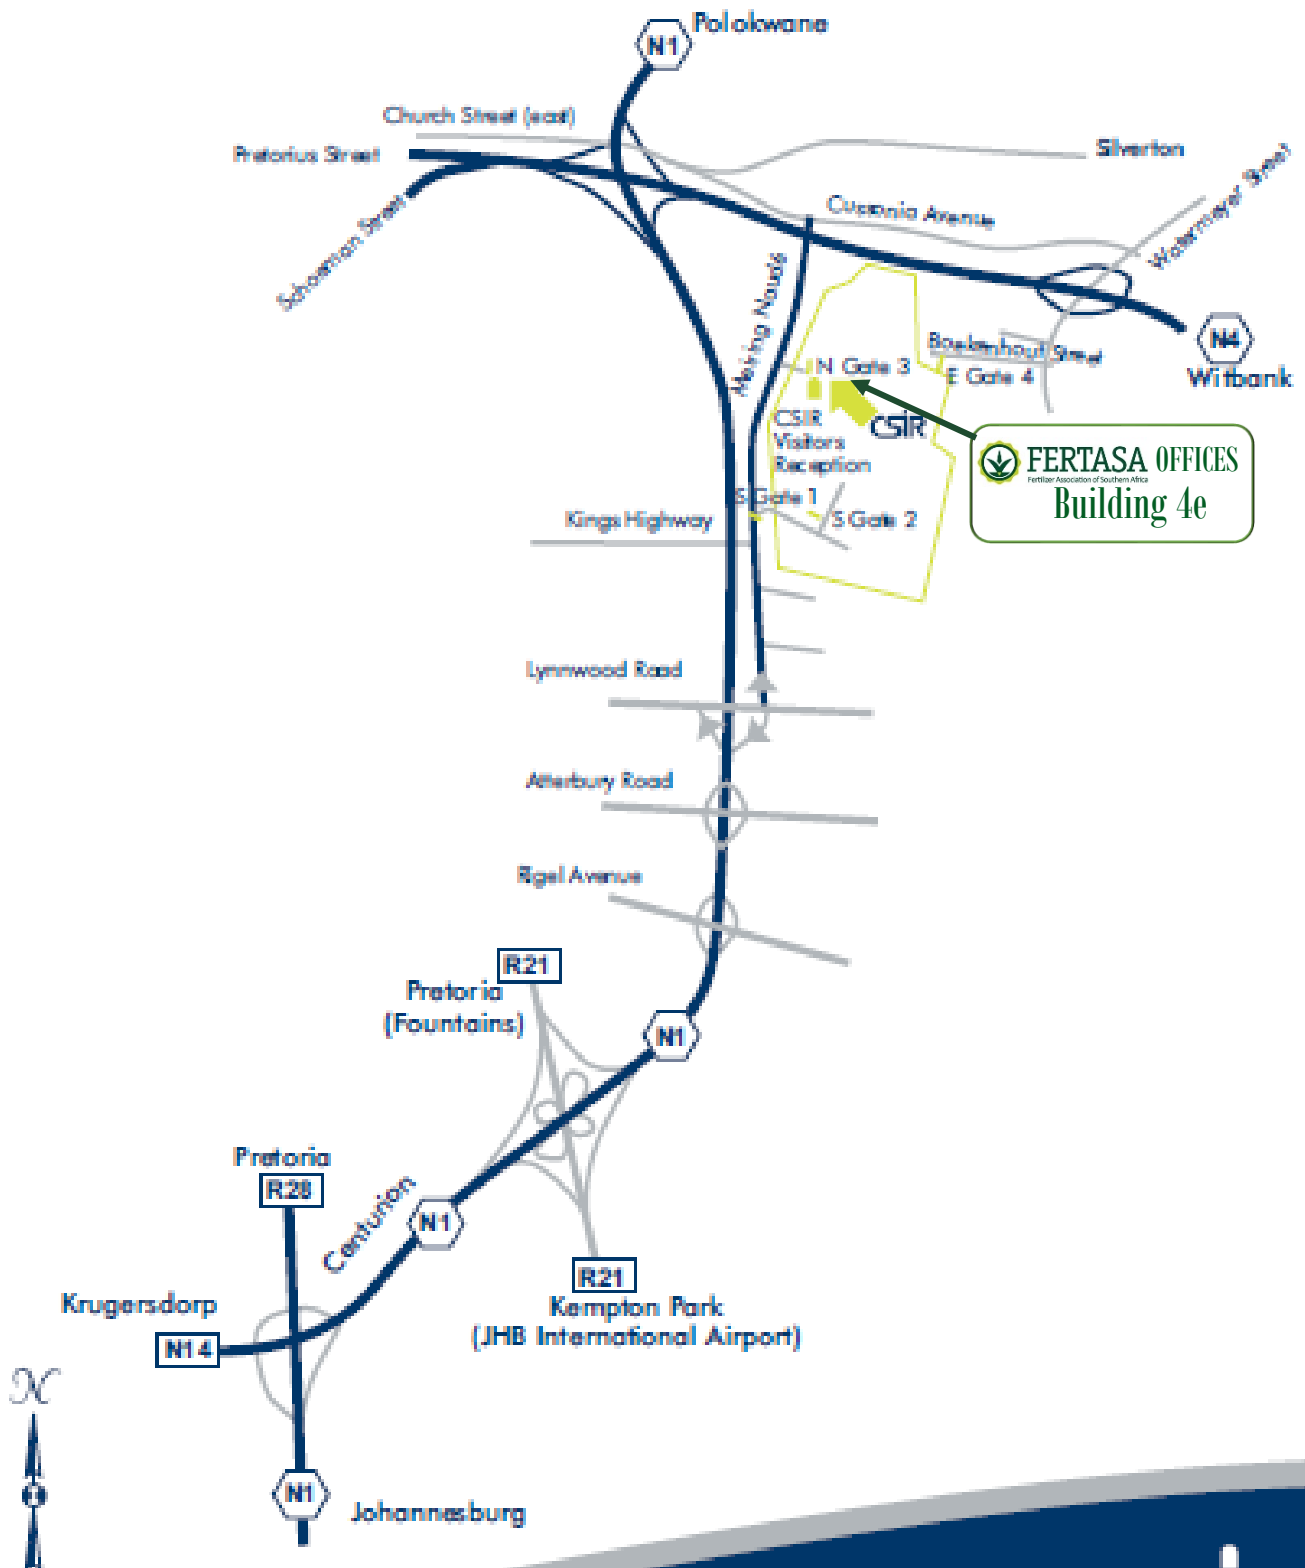 N1
Polokwane
Church Street (east)
Pretorius Street
Silverton
Schoeman Street
Cussonia Avenue
Watermeyer Street
Meiring Naudé
N4
Witbank
Boekenhout Street
N Gate 3
E Gate 4
CSIR
CSIR
Visitors
Reception
FERTASA OFFICES
Fertilizer Association of Southern Africa
Building 4e
S Gate 1
S Gate 2
Kings Highway
Lynnwood Road
Atterbury Road
Rigel Avenue
R21
Pretoria
(Fountains)
N1
Pretoria
R28
Centurion
N1
R21
Kempton Park
(JHB International Airport)
Krugersdorp
N14
N
N1
Johannesburg